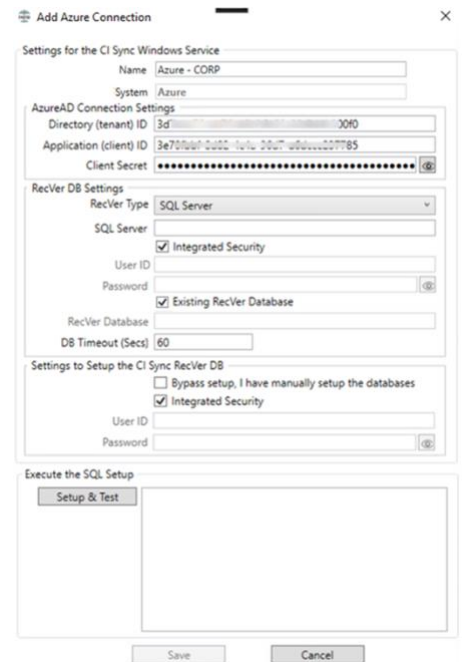 Add Azure Connection
Settings for the CI Sync Windows Service
Name Azure - CORP
System Azure
AzureAD Connection Settings
Directory (tenant) ID 3d 00f0
Application (client) ID 3e7 7785
Client Secret ●●●●●●●●●●●●●●●●●●●●●●●●●●●●●●●●●●●●●●●●
RecVer DB Settings
RecVer Type SQL Server
SQL Server
Integrated Security
User ID
Password
Existing RecVer Database
RecVer Database
DB Timeout (Secs) 60
Settings to Setup the CI Sync RecVer DB
Bypass setup, I have manually setup the databases
Integrated Security
User ID
Password
Execute the SQL Setup
Setup & Test
Save Cancel